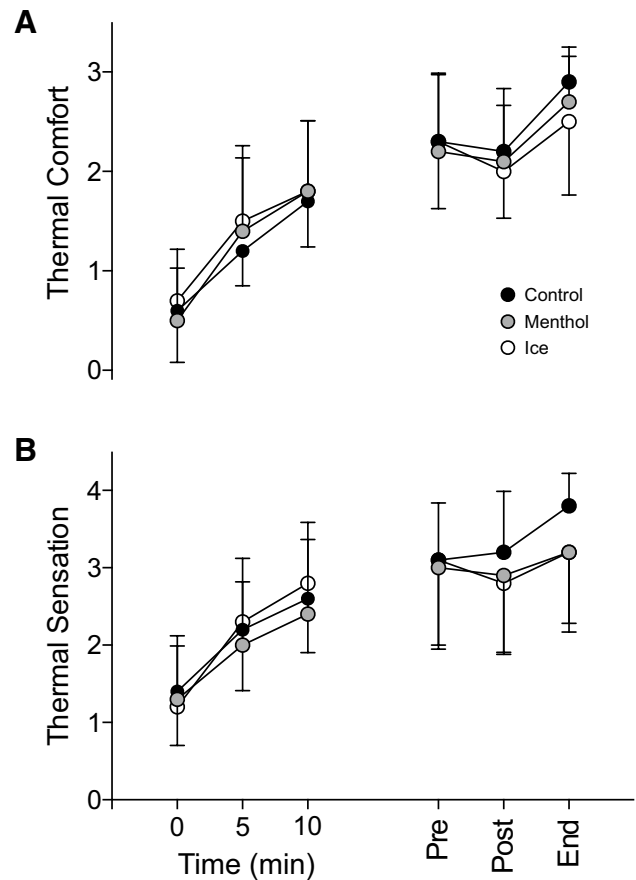 A
Thermal Comfort
3
2
1
0
Control
Menthol
Ice
B
Thermal Sensation
4
3
2
1
0
0 5 10 Pre Post End
Time (min)